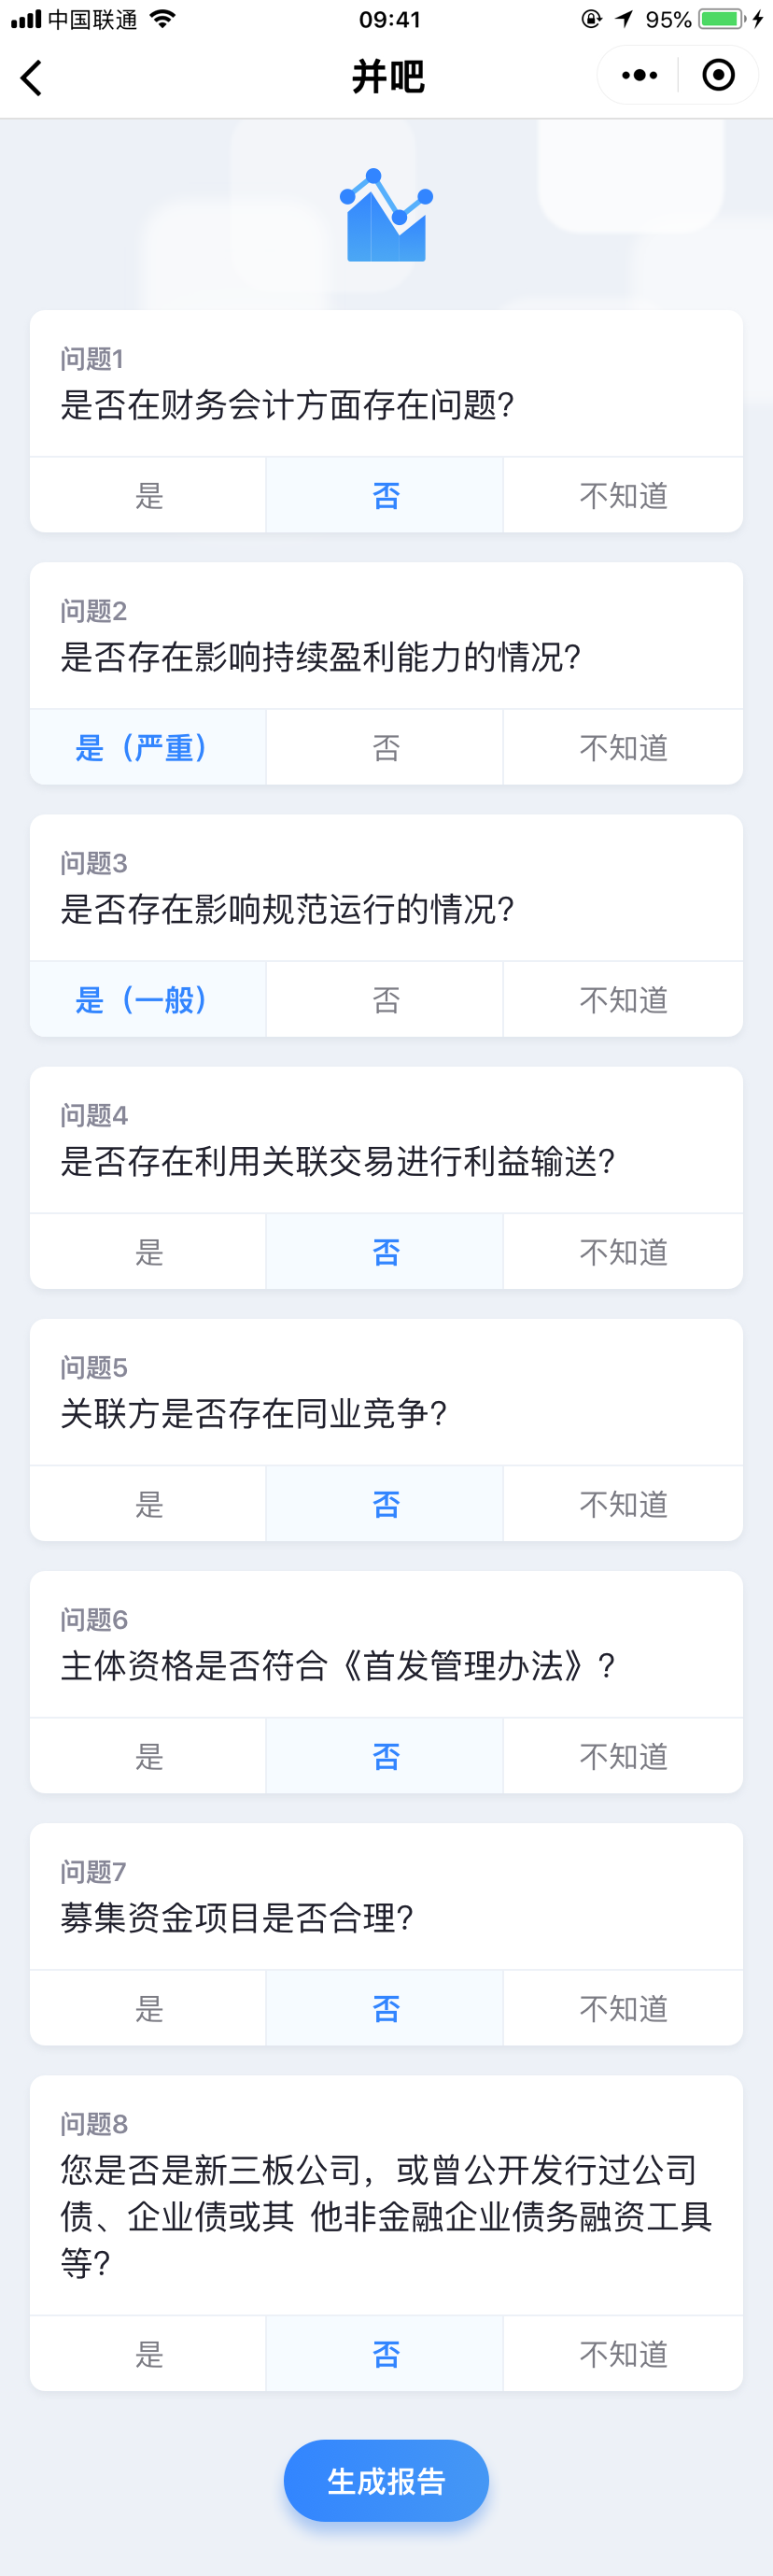 中国联通 09:41 95%
并吧
问题1
是否在财务会计方面存在问题?
是 否 不知道
问题2
是否存在影响持续盈利能力的情况?
是（严重） 否 不知道
问题3
是否存在影响规范运行的情况?
是（一般） 否 不知道
问题4
是否存在利用关联交易进行利益输送?
是 否 不知道
问题5
关联方是否存在同业竞争?
是 否 不知道
问题6
主体资格是否符合《首发管理办法》?
是 否 不知道
问题7
募集资金项目是否合理?
是 否 不知道
问题8
您是否是新三板公司，或曾公开发行过公司
债、企业债或其 他非金融企业债务融资工具
等?
是 否 不知道
生成报告